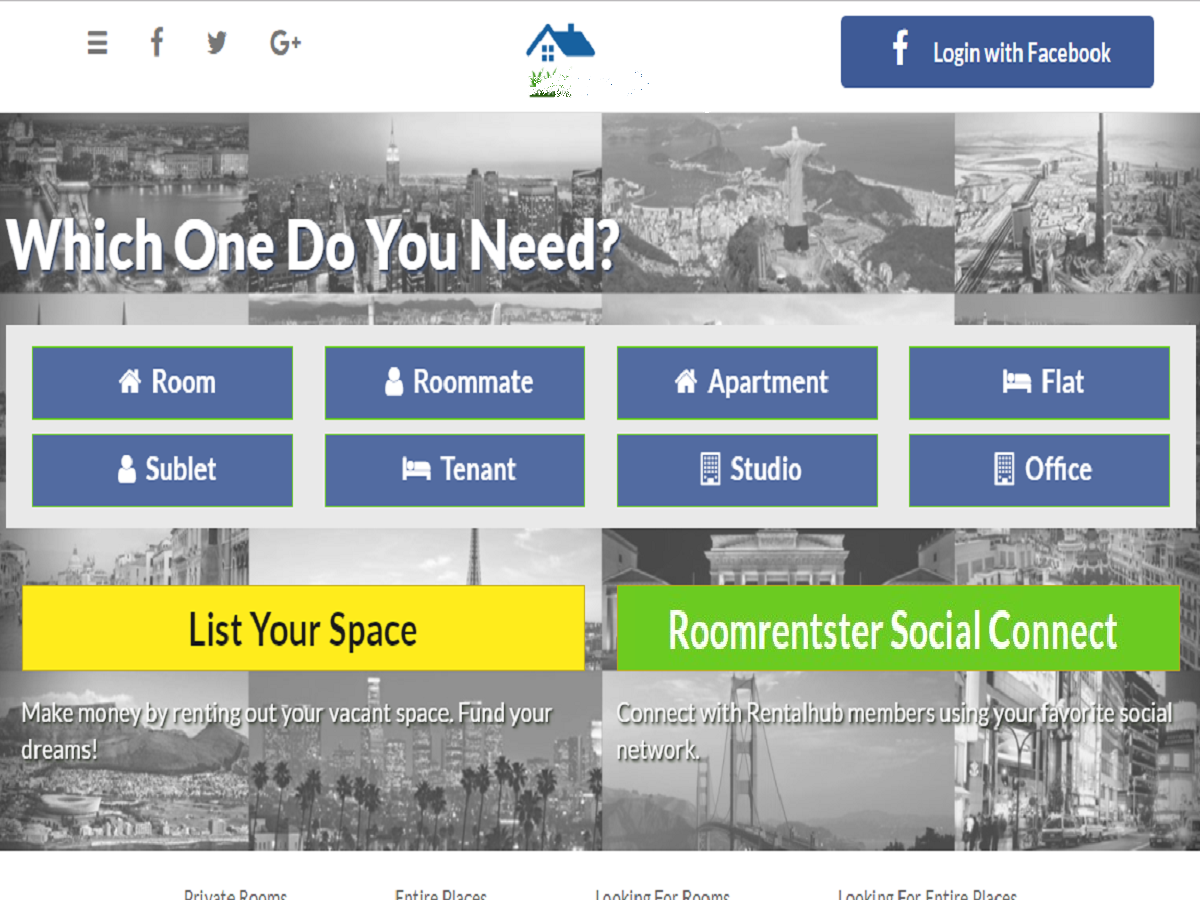 Login with Facebook
Which One Do You Need?
Room
Roommate
Apartment
Flat
Sublet
Tenant
Studio
Office
List Your Space
Roomrentster Social Connect
Make money by renting out your vacant space. Fund your
dreams!
Connect with Rentalhub members using your favorite social
network.
Private Rooms
Entire Places
Looking For Rooms
Looking For Entire Places